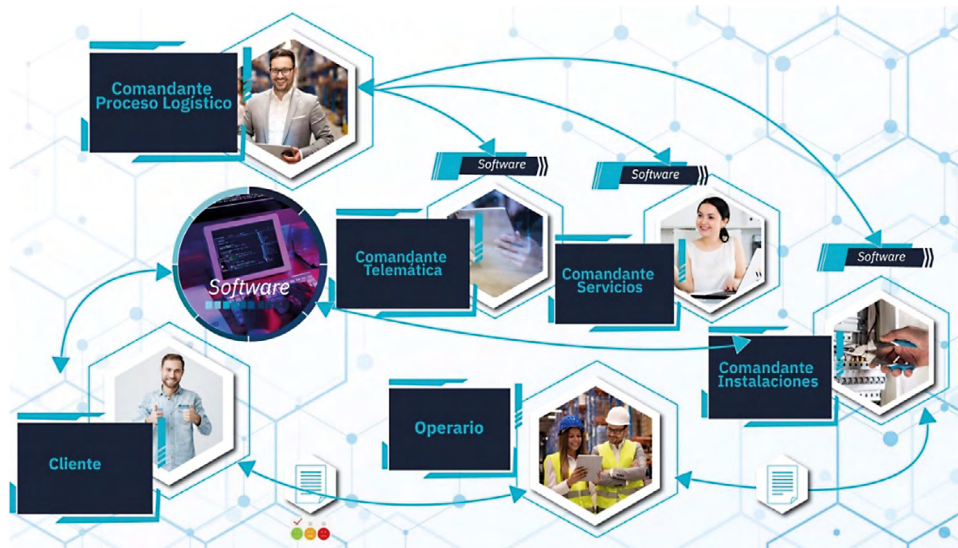 Comandante
Proceso Logístico
Software
Software
Software
Software
Comandante
Telemática
Comandante
Servicios
Comandante
Instalaciones
Operario
Cliente